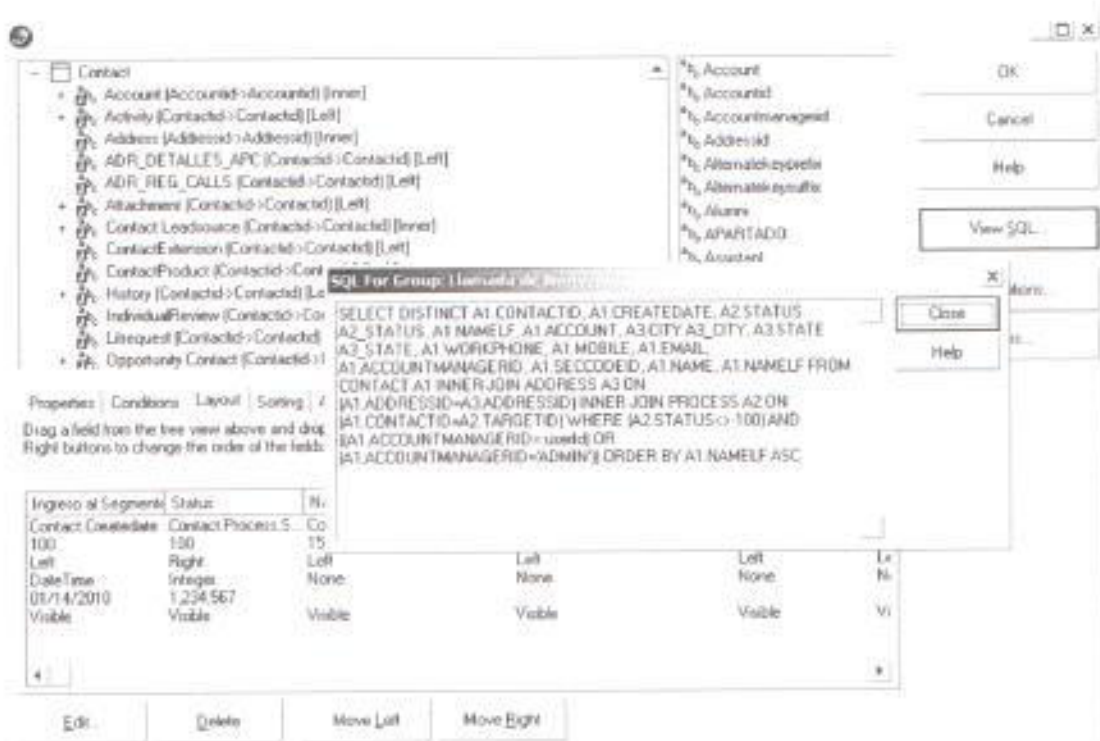 Contact
Account (Accountid->Accountid) [Inner]
Activity (Contactid->Contactid) [Left]
Address (Addressid->Addressid) [Inner]
ADR_DETALLES_APC (Contactid->Contactid) [Left]
ADR_REG_CALLS (Contactid->Contactid) [Left]
Attachment (Contactid->Contactid) [Left]
Contact Leadsource (Contactid->Contactid) [Inner]
ContactExtension (Contactid->Contactid) [Left]
ContactProduct (Contactid->Cont
History (Contactid->Contactid) [Le
IndividualReview (Contactid->Con
Litrequest (Contactid->Contactid)
Opportunity Contact (Contactid->
Account
Accountid
Accountmanagerid
Addressid
Alternatekeyprefix
Alternatekeysuffix
Alumni
APARTADO
Assistant
OK
Cancel
Help
View SQL...
SQL For Group: Llamada de
SELECT DISTINCT A1.CONTACTID, A1.CREATEDATE, A2.STATUS
A2_STATUS, A1.NAMELF, A1.ACCOUNT, A3.CITY A3_CITY, A3.STATE
A3_STATE, A1.WORKPHONE, A1.MOBILE, A1.EMAIL,
A1.ACCOUNTMANAGERID, A1.SECCODEID, A1.NAME, A1.NAMELF FROM
CONTACT A1 INNER JOIN ADDRESS A3 ON
(A1.ADDRESSID=A3.ADDRESSID) INNER JOIN PROCESS A2 ON
(A1.CONTACTID=A2.TARGETID) WHERE (A2.STATUS<>100) AND
((A1.ACCOUNTMANAGERID=:userid) OR
(A1.ACCOUNTMANAGERID='ADMIN')) ORDER BY A1.NAMELF ASC
Close
Help
Properties Conditions Layout Sorting
Drag a field from the tree view above and drop
Right buttons to change the order of the fields.
Ingreso al Segmento Status N
Contact Createdate Contact Process S Co
100 100 15
Left Right Left Left Left Le
DateTime Integer None None None N
01/14/2010 1,234,567
Visible Visible Visible Visible Visible Vi
Edit... Delete Move Left Move Right